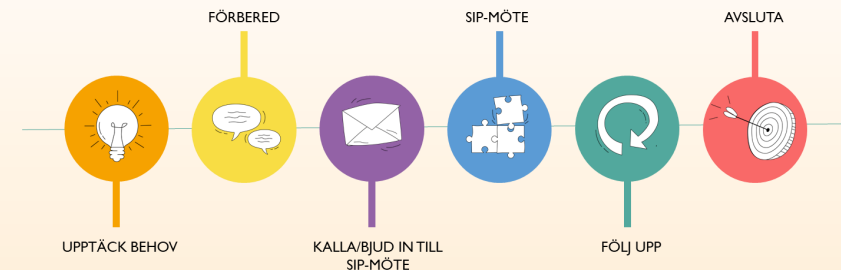 FÖRBERED
SIP-MÖTE
AVSLUTA
UPPTÄCK BEHOV
KALLA/BJUD IN TILL
SIP-MÖTE
FÖLJ UPP